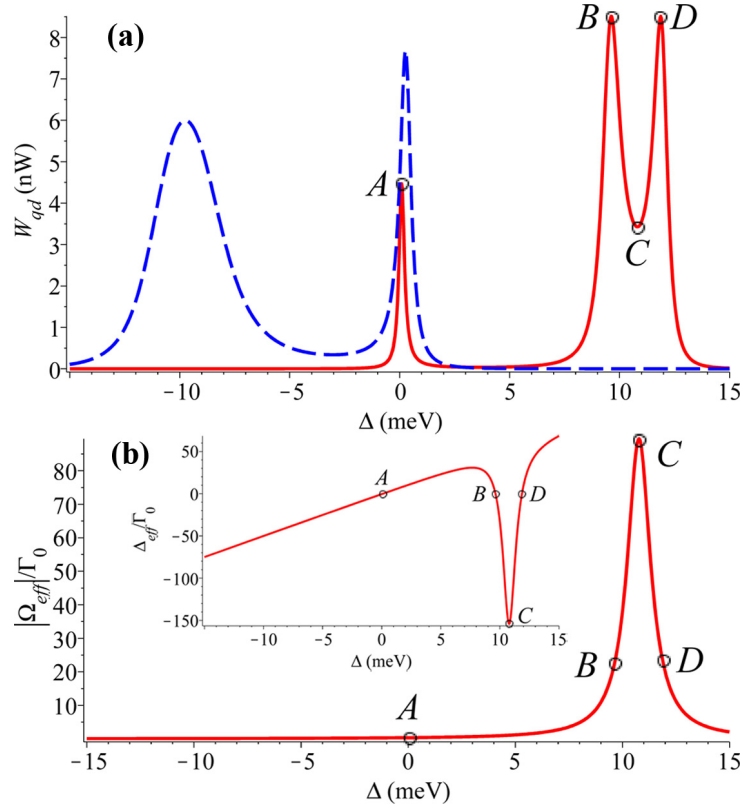 (a)
W_qd (nW)
8
7
6
5
4
3
2
1
0
A
B
D
C
−10
−5
0
5
10
15
Δ (meV)
(b)
|Ω_eff|/Γ_0
80
70
60
50
40
30
20
10
Δ_eff/Γ_0
50
0
−50
−100
−150
A
B
D
C
−10
−5
0
5
10
15
Δ (meV)
C
B
D
A
−15
−10
−5
0
5
10
15
Δ (meV)